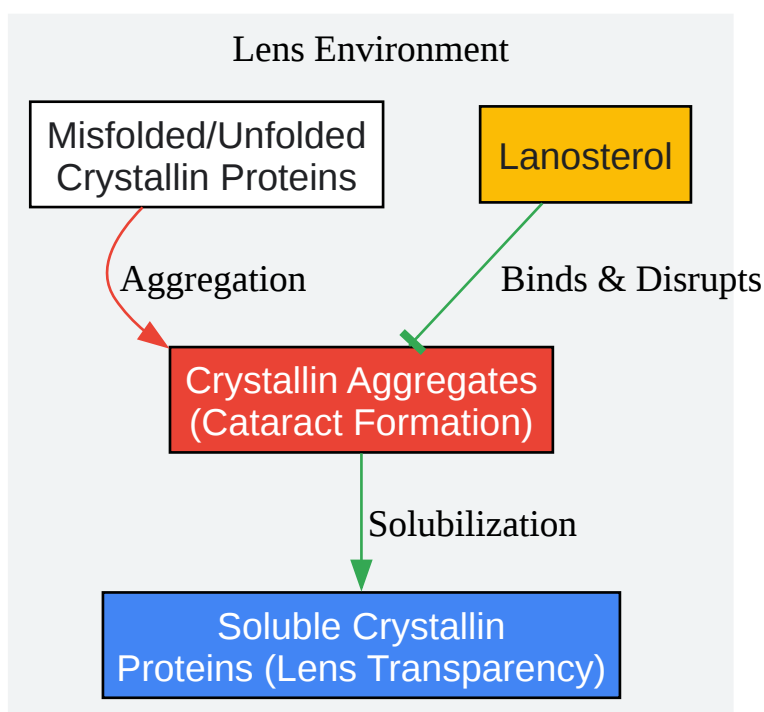 Lens Environment
Misfolded/Unfolded
Crystallin Proteins
Lanosterol
Aggregation
Binds & Disrupts
Crystallin Aggregates
(Cataract Formation)
Solubilization
Soluble Crystallin
Proteins (Lens Transparency)